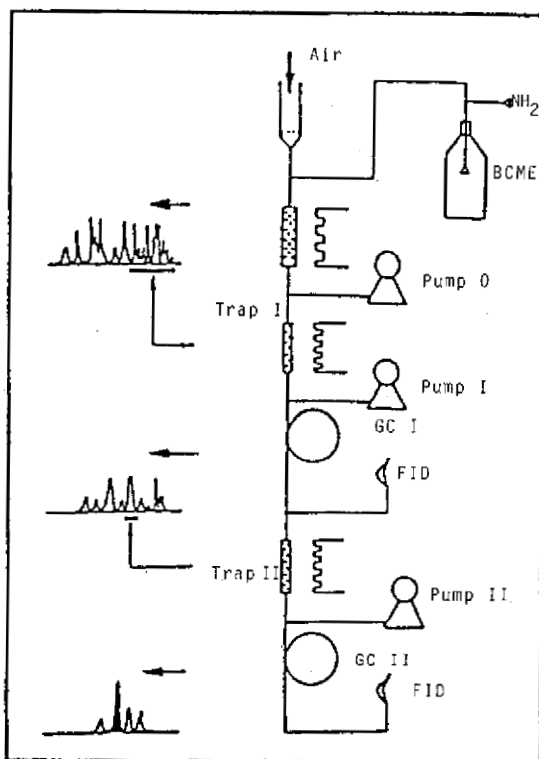 Air
NH2
BCME
Pump 0
Trap I
Pump I
GC I
FID
Trap II
Pump II
GC II
FID